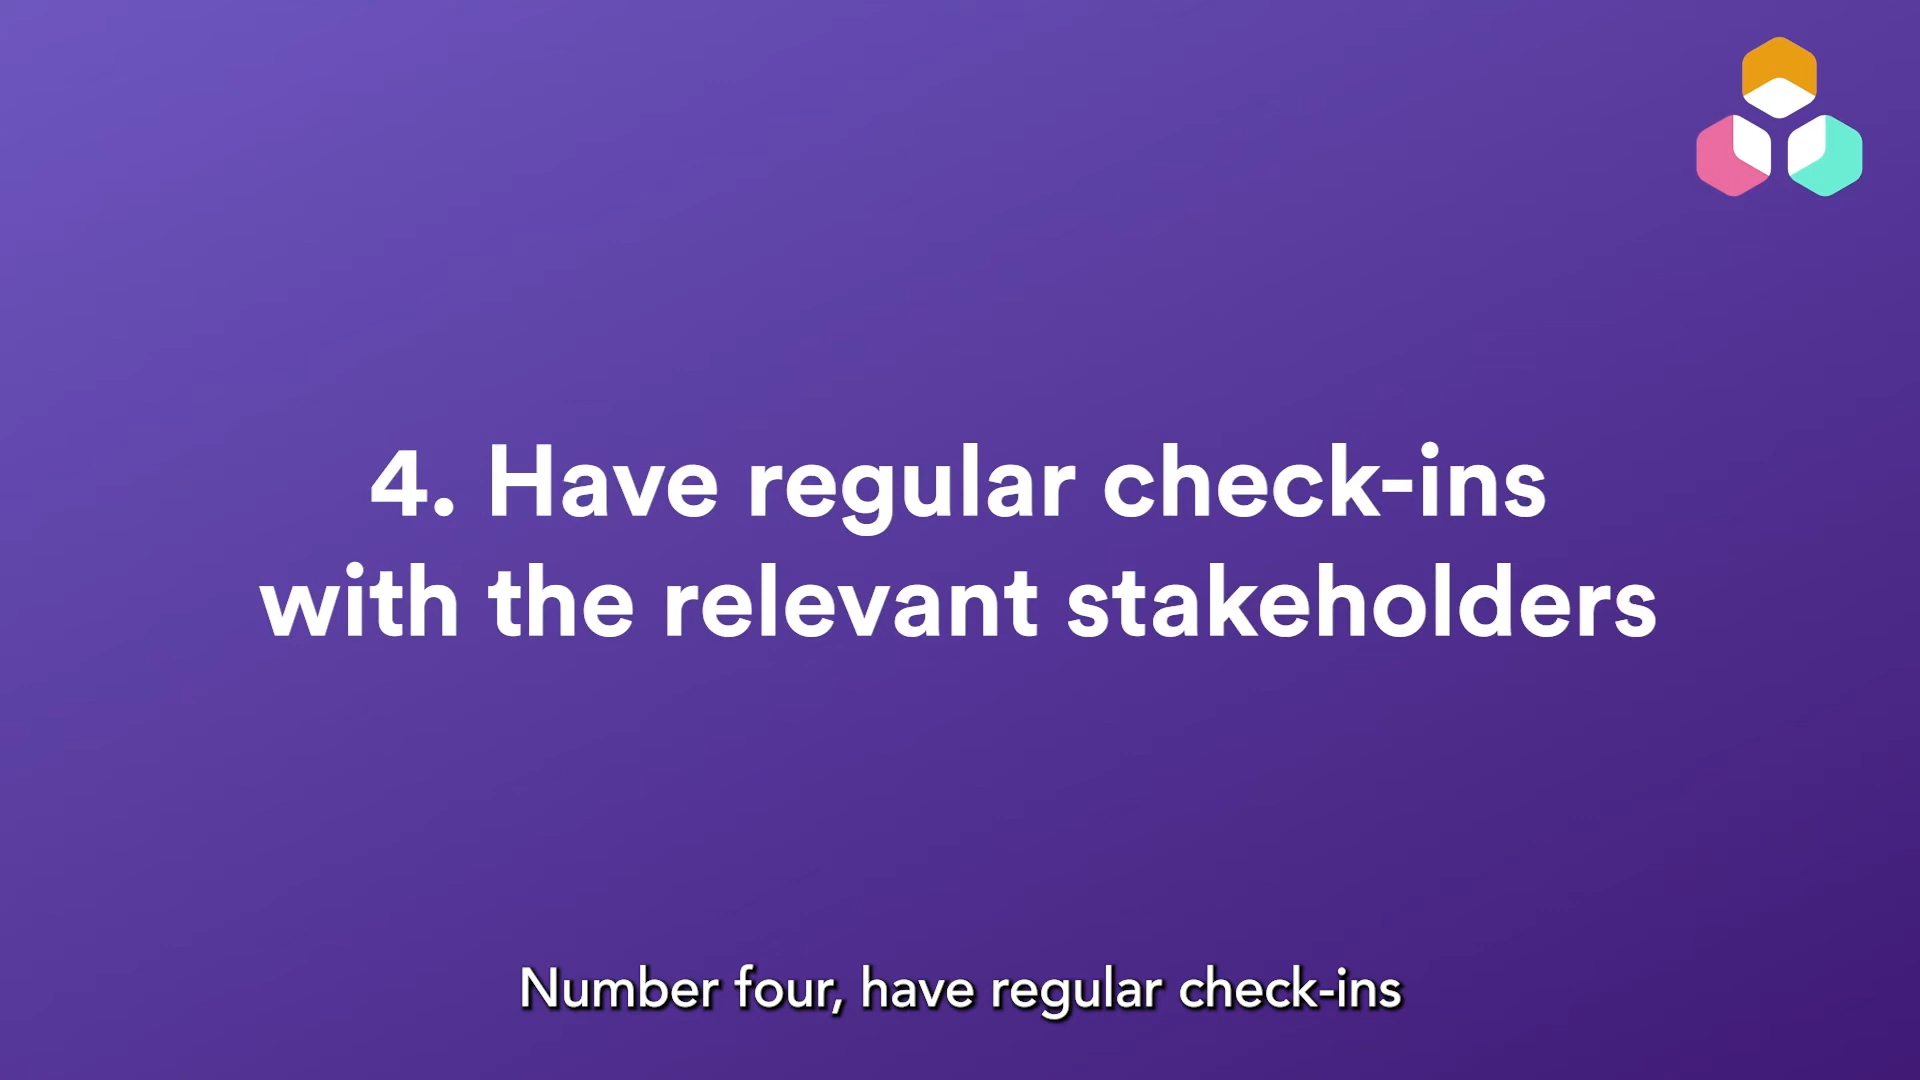 4. Have regular check-ins
with the relevant stakeholders
Number four, have regular check-ins